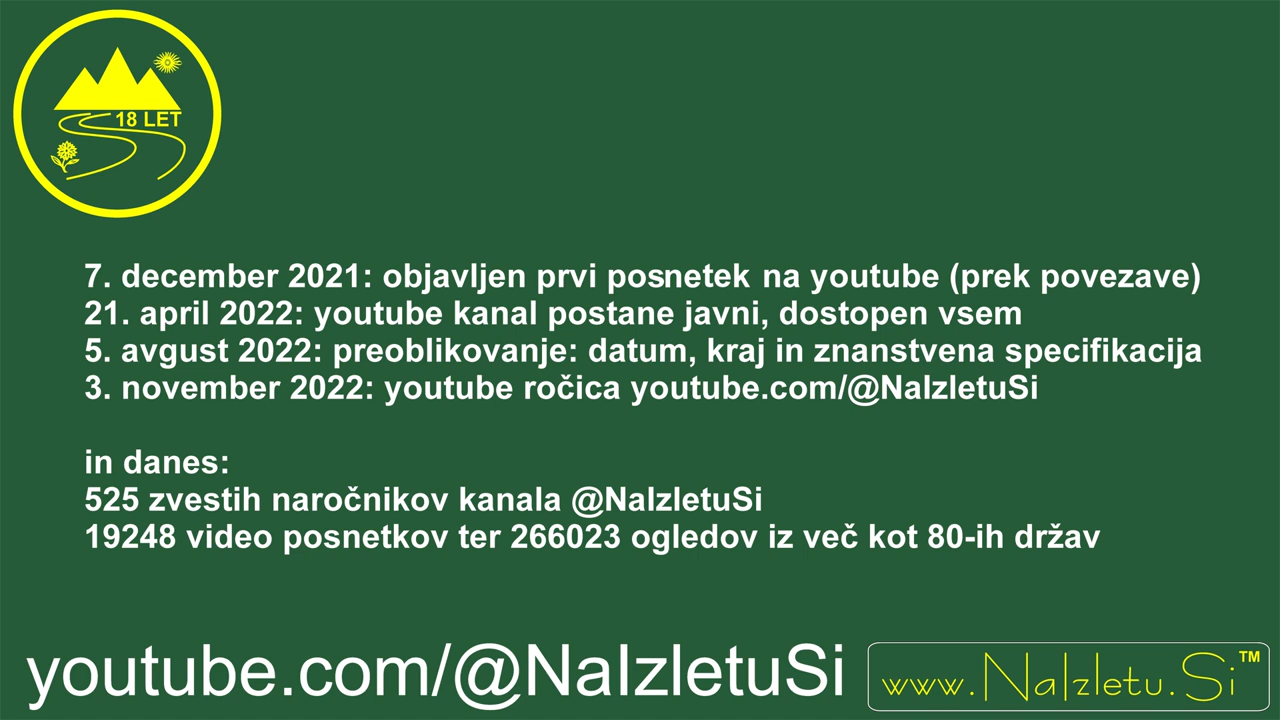 18 LET
7. december 2021: objavljen prvi posnetek na youtube (prek povezave)
21. april 2022: youtube kanal postane javni, dostopen vsem
5. avgust 2022: preoblikovanje: datum, kraj in znanstvena specifikacija
3. november 2022: youtube ročica youtube.com/@NaIzletuSi
in danes:
525 zvestih naročnikov kanala @NaIzletuSi
19248 video posnetkov ter 266023 ogledov iz več kot 80-ih držav
youtube.com/@NaIzletuSi
www.NaIzletu.Si™